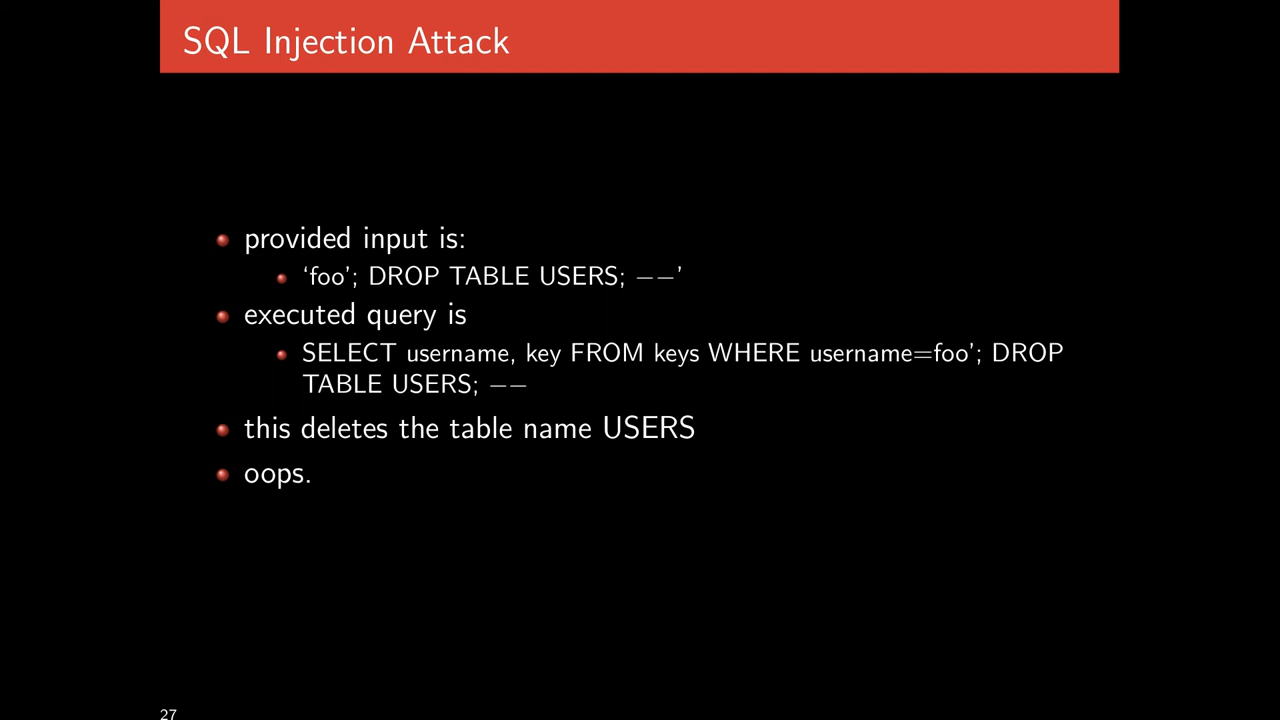 SQL Injection Attack
provided input is:
‘foo’; DROP TABLE USERS; −−’
executed query is
SELECT username, key FROM keys WHERE username=foo’; DROP
TABLE USERS; −−
this deletes the table name USERS
oops.
27